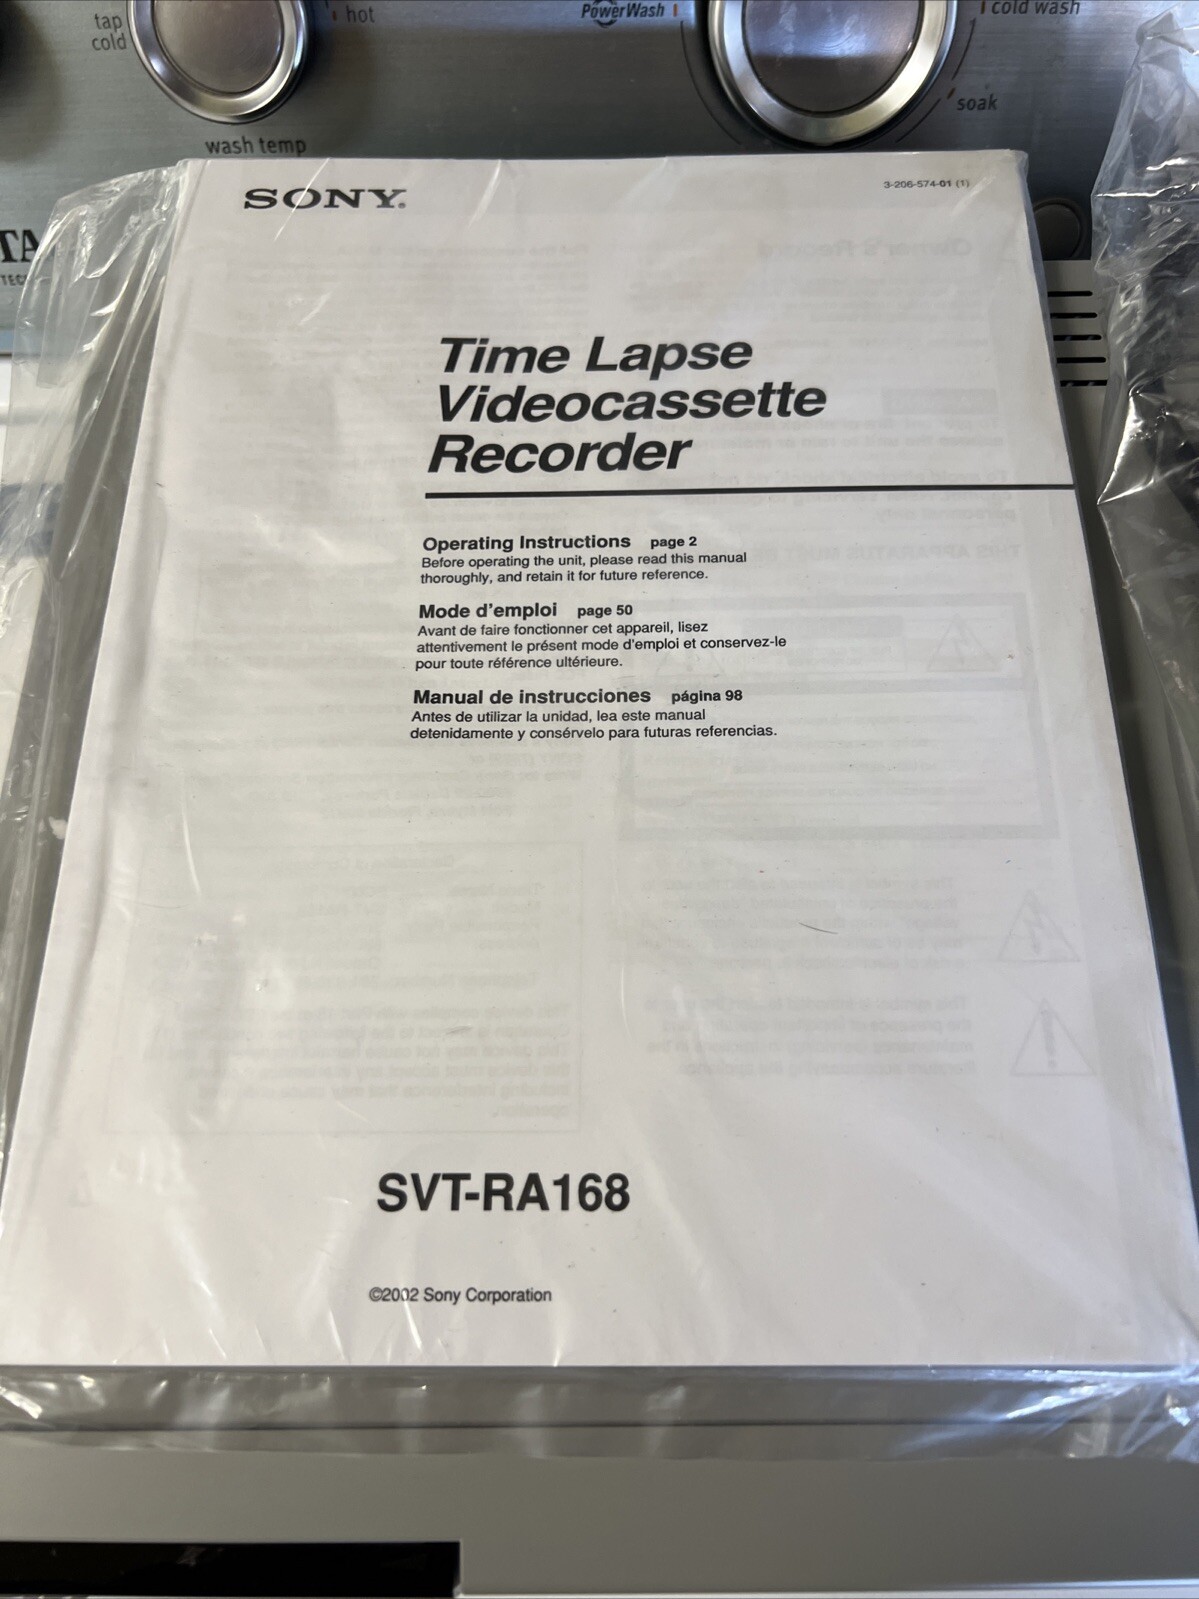 tap
cold
hot
wash temp
PowerWash
cold wash
soak
TA
TEC
SONY®
3-206-574-01 (1)
Time Lapse
Videocassette
Recorder
Operating Instructions page 2
Before operating the unit, please read this manual
thoroughly, and retain it for future reference.
Mode d'emploi page 50
Avant de faire fonctionner cet appareil, lisez
attentivement le présent mode d'emploi et conservez-le
pour toute référence ultérieure.
Manual de instrucciones página 98
Antes de utilizar la unidad, lea este manual
detenidamente y consérvelo para futuras referencias.
SVT-RA168
©2002 Sony Corporation